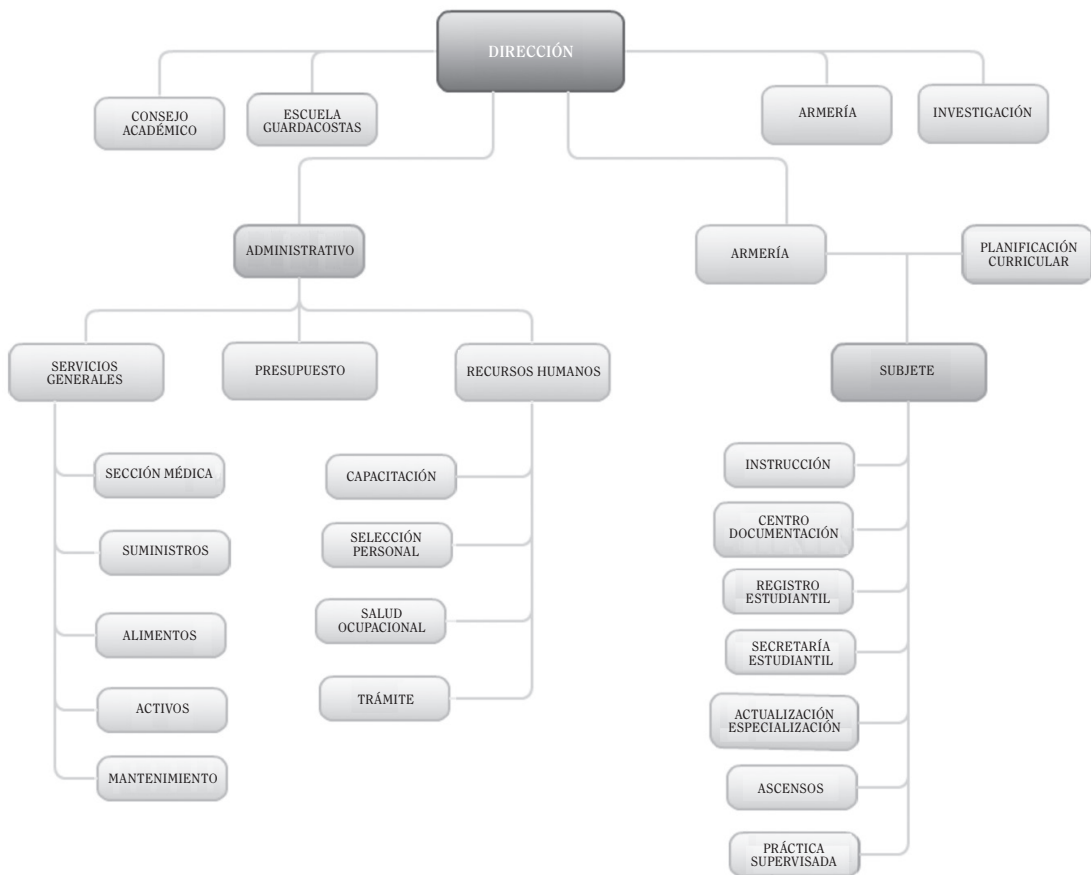 DIRECCIÓN
CONSEJO
ACADÉMICO
ESCUELA
GUARDACOSTAS
ARMERÍA
INVESTIGACIÓN
ADMINISTRATIVO
ARMERÍA
PLANIFICACIÓN
CURRICULAR
SERVICIOS
GENERALES
PRESUPUESTO
RECURSOS HUMANOS
SUBJETE
SECCIÓN MÉDICA
SUMINISTROS
ALIMENTOS
ACTIVOS
MANTENIMIENTO
CAPACITACIÓN
SELECCIÓN
PERSONAL
SALUD
OCUPACIONAL
TRÁMITE
INSTRUCCIÓN
CENTRO
DOCUMENTACIÓN
REGISTRO
ESTUDIANTIL
SECRETARÍA
ESTUDIANTIL
ACTUALIZACIÓN
ESPECIALIZACIÓN
ASCENSOS
PRÁCTICA
SUPERVISADA